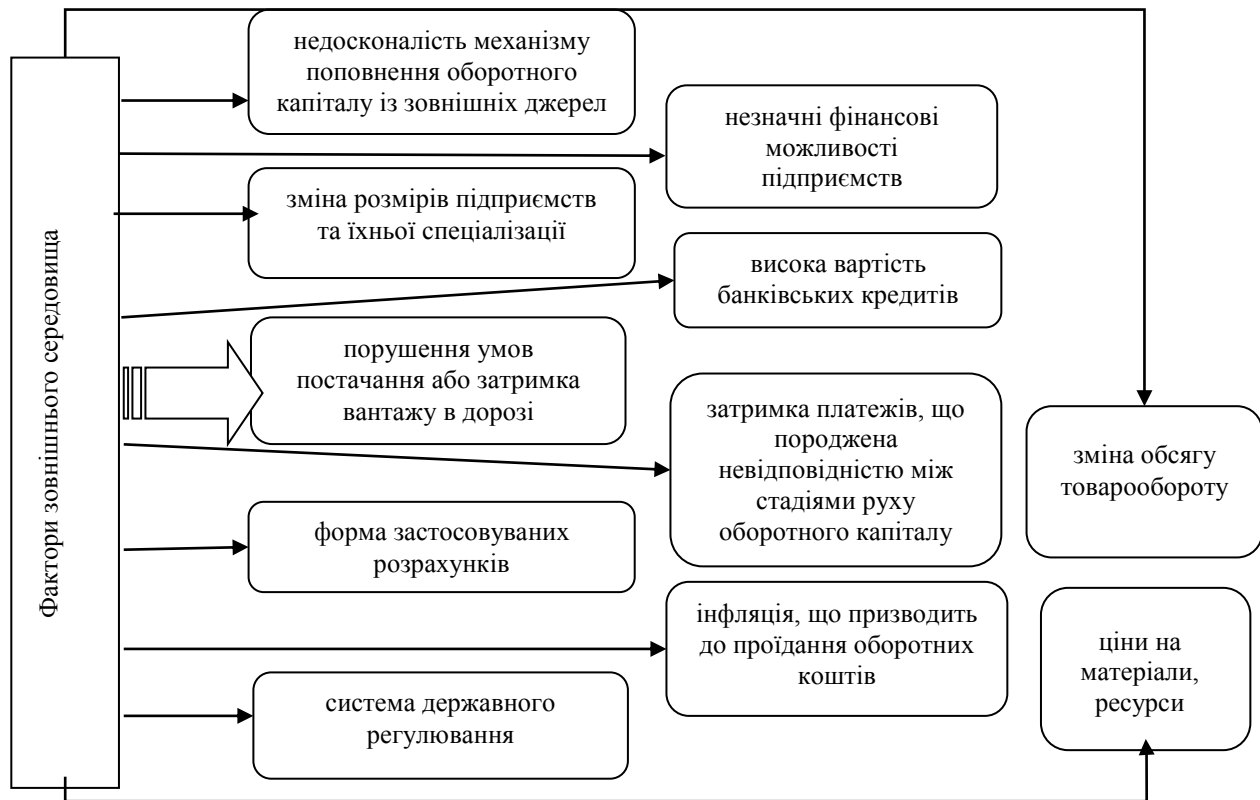 Фактори зовнішнього середовища
недосконалість механізму
поповнення оборотного
капіталу із зовнішніх джерел
незначні фінансові
можливості
підприємств
зміна розмірів підприємств
та їхньої спеціалізації
висока вартість
банківських кредитів
порушення умов
постачання або затримка
вантажу в дорозі
затримка платежів, що
породжена
невідповідністю між
стадіями руху
оборотного капіталу
зміна обсягу
товарообороту
форма застосовуваних
розрахунків
інфляція, що призводить
до проїдання оборотних
коштів
ціни на
матеріали,
ресурси
система державного
регулювання